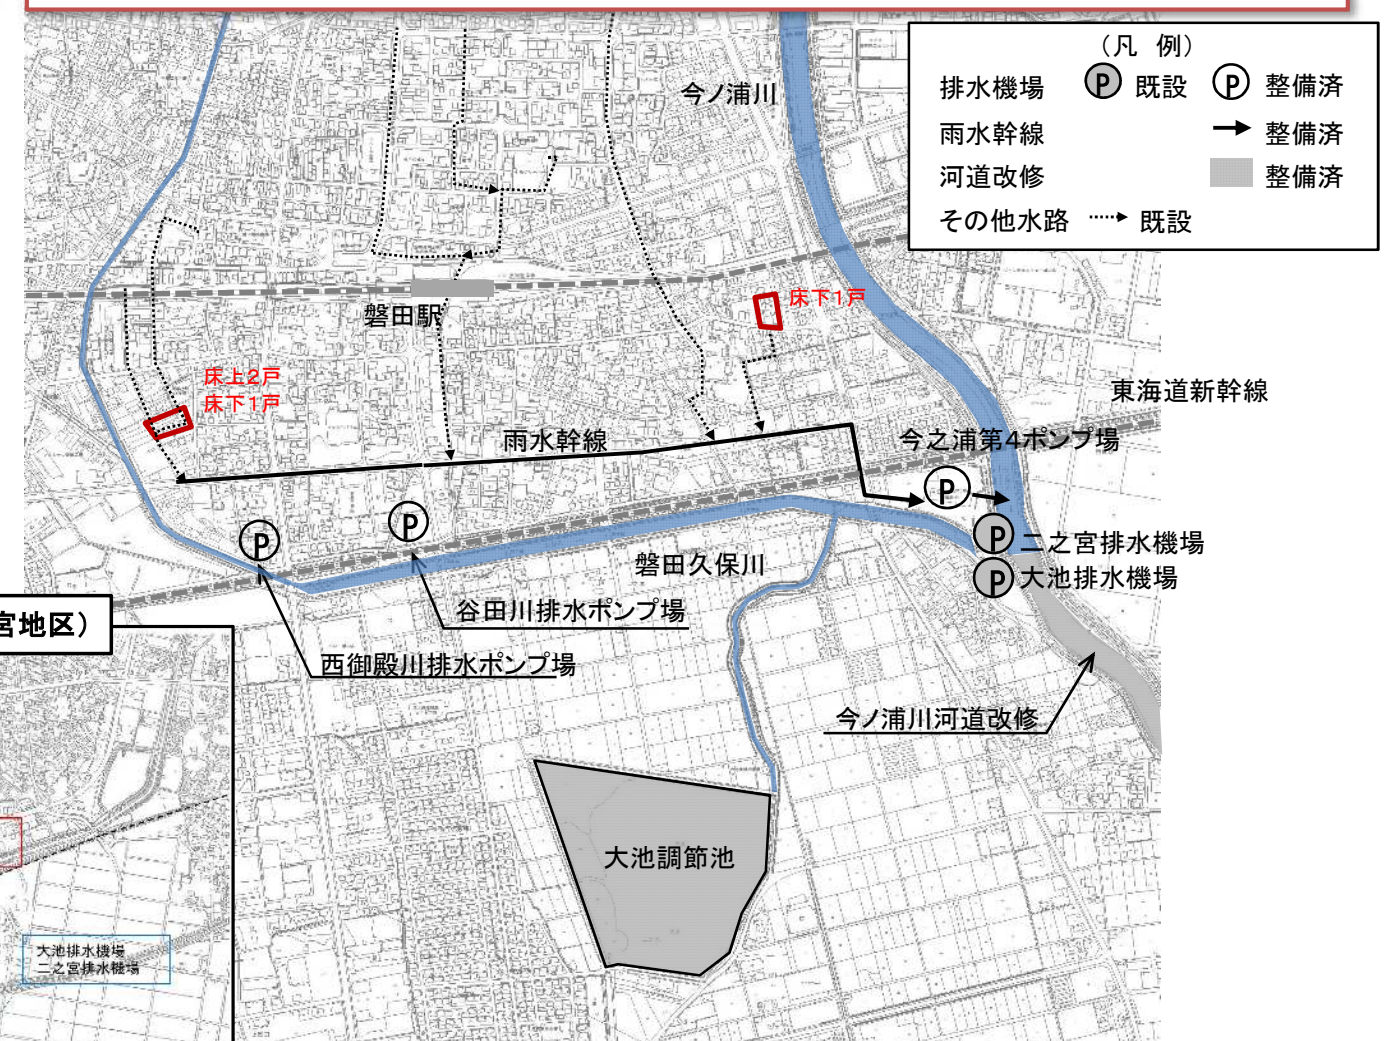 （凡 例）
排水機場 P 既設 P 整備済
雨水幹線 整備済
河道改修 整備済
その他水路 既設
今ノ浦川
磐田駅
床下1戸
床上2戸
床下1戸
東海道新幹線
雨水幹線
今之浦第4ポンプ場
P
P
P
P
二之宮排水機場
P
大池排水機場
磐田久保川
谷田川排水ポンプ場
西御殿川排水ポンプ場
宮地区）
今ノ浦川河道改修
大池調節池
大池排水機場
二之宮排水機場